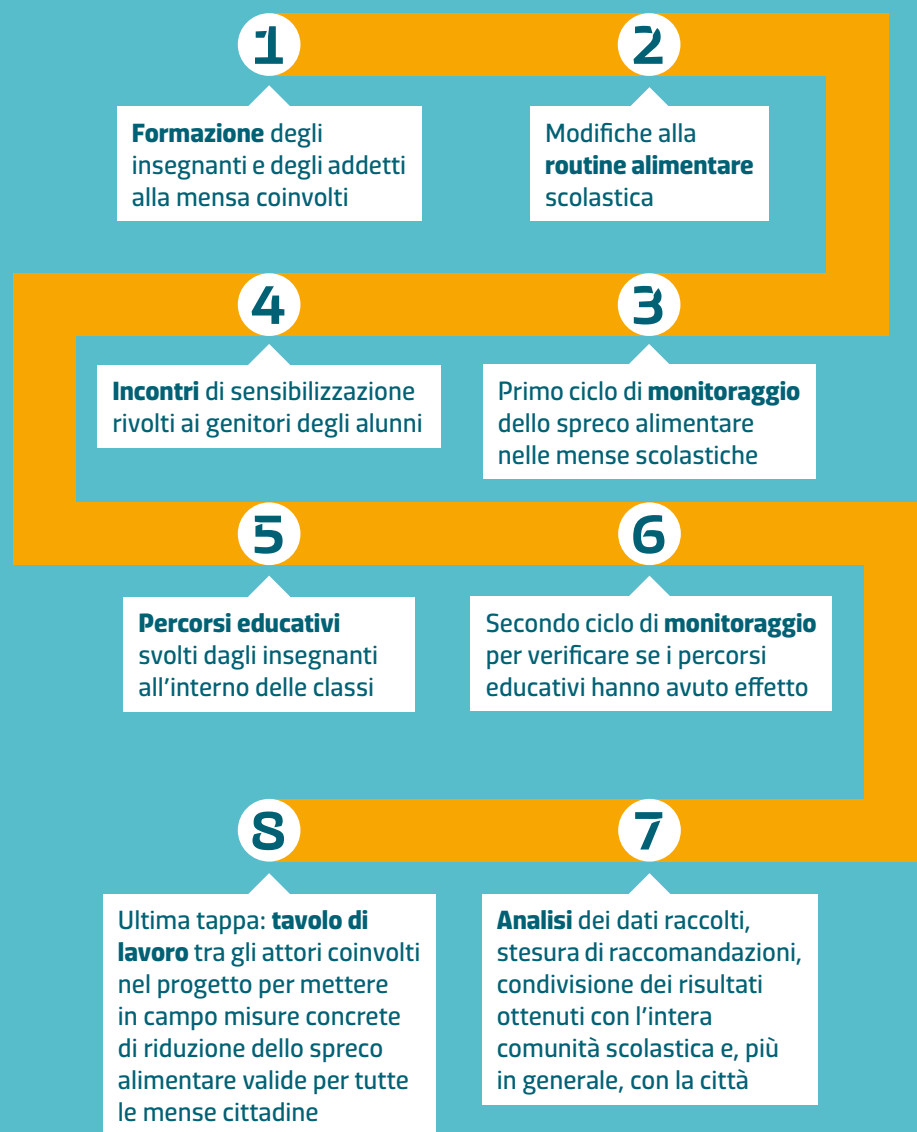 1
Formazione degli
insegnanti e degli addetti
alla mensa coinvolti
2
Modifiche alla
routine alimentare
scolastica
3
Primo ciclo di monitoraggio
dello spreco alimentare
nelle mense scolastiche
4
Incontri di sensibilizzazione
rivolti ai genitori degli alunni
5
Percorsi educativi
svolti dagli insegnanti
all'interno delle classi
6
Secondo ciclo di monitoraggio
per verificare se i percorsi
educativi hanno avuto effetto
7
Analisi dei dati raccolti,
stesura di raccomandazioni,
condivisione dei risultati
ottenuti con l'intera
comunità scolastica e, più
in generale, con la città
8
Ultima tappa: tavolo di
lavoro tra gli attori coinvolti
nel progetto per mettere
in campo misure concrete
di riduzione dello spreco
alimentare valide per tutte
le mense cittadine